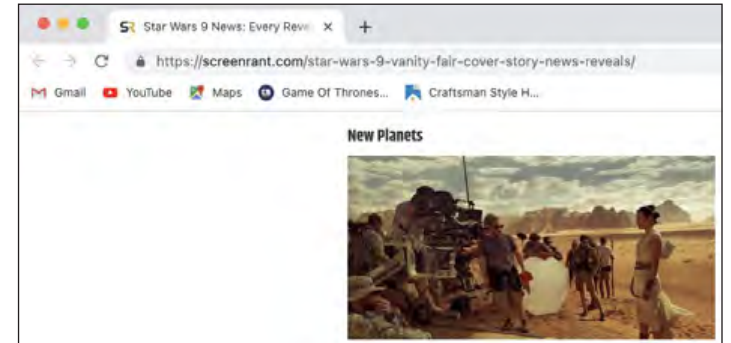 SR Star Wars 9 News: Every Reve
https://screenrant.com/star-wars-9-vanity-fair-cover-story-news-reveals/
Gmail YouTube Maps Game Of Thrones... Craftsman Style H...
New Planets